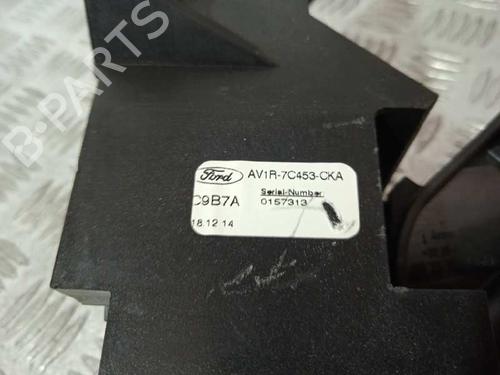 Ford AV1R-7C453-CKA
Serial-Number
C9B7A 0157313
18.12.14
B-PARTS